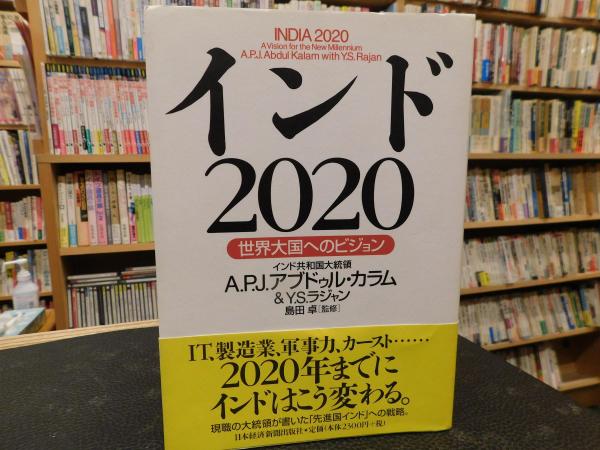 INDIA 2020
A Vision for the New Millennium
A.P.J. Abdul Kalam with Y.S. Rajan
インド
2020
世界大国へのビジョン
インド共和国大統領
A.P.J.アブドゥル・カラム
& Y.S.ラジャン
島田 卓[監修]
IT、製造業、軍事力、カースト……
2020年までに
インドはこう変わる。
現職の大統領が書いた「先進国インド」への戦略。
日本経済新聞出版社・定価(本体2300円+税)